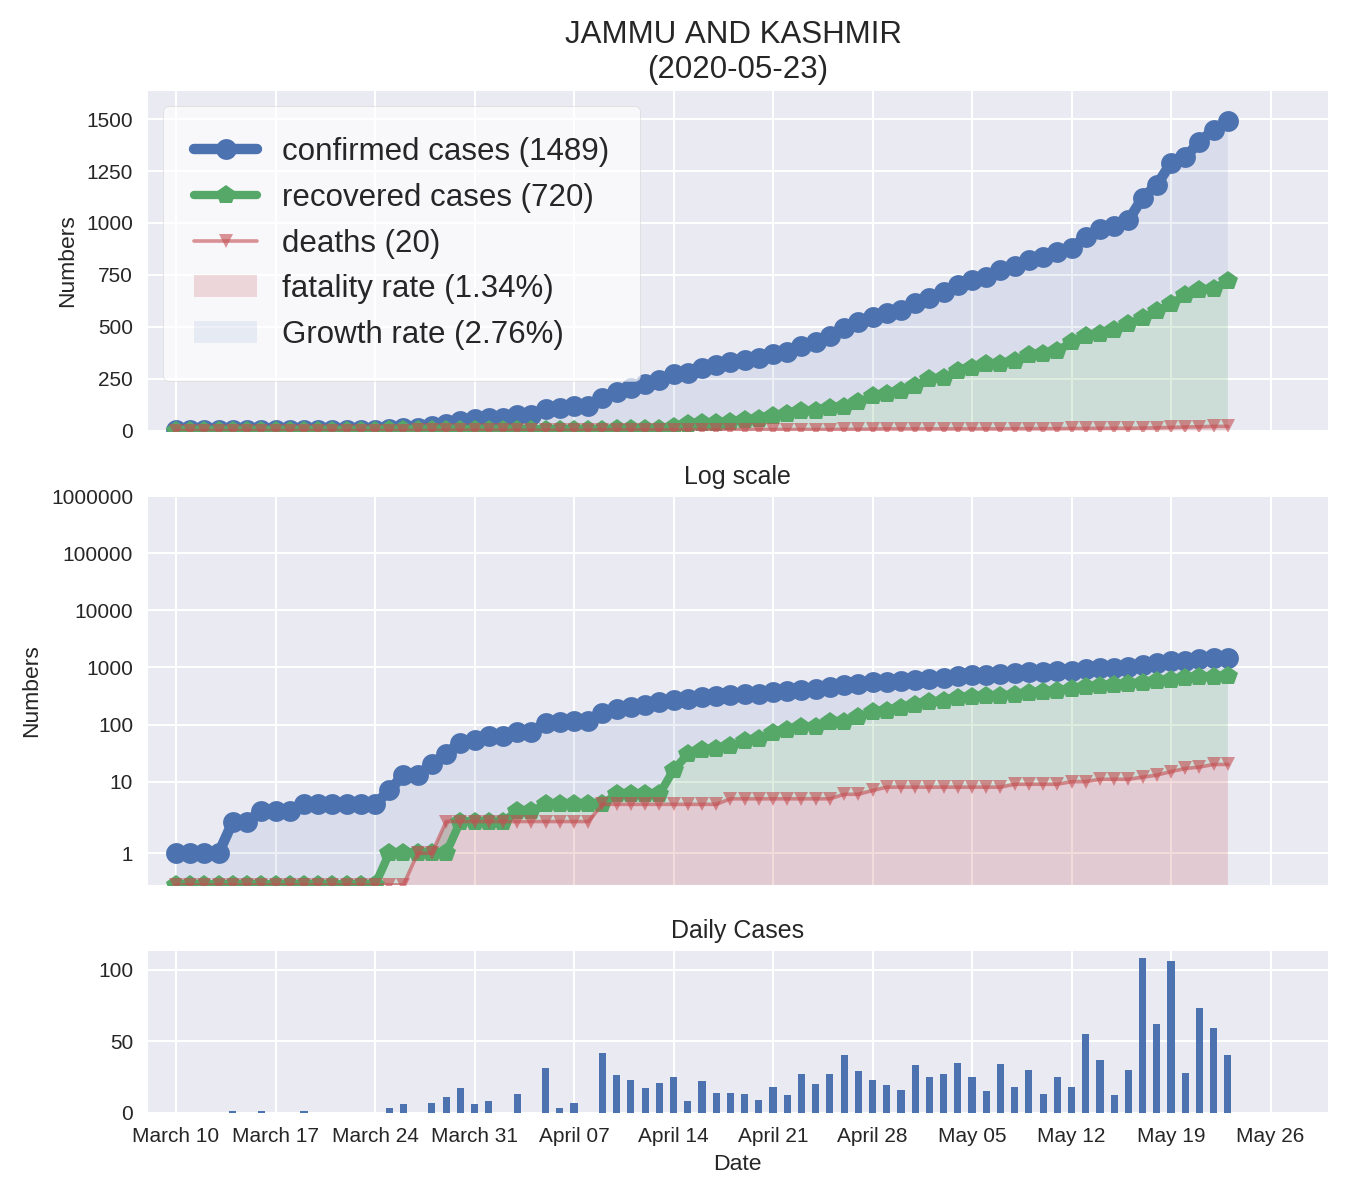 JAMMU AND KASHMIR
(2020-05-23)
1500
1250
1000
750
500
250
0
Numbers
confirmed cases (1489)
recovered cases (720)
deaths (20)
fatality rate (1.34%)
Growth rate (2.76%)
Log scale
1000000
100000
10000
1000
100
10
1
Numbers
Daily Cases
100
50
0
March 10 March 17 March 24 March 31 April 07 April 14 April 21 April 28 May 05 May 12 May 19 May 26
Date